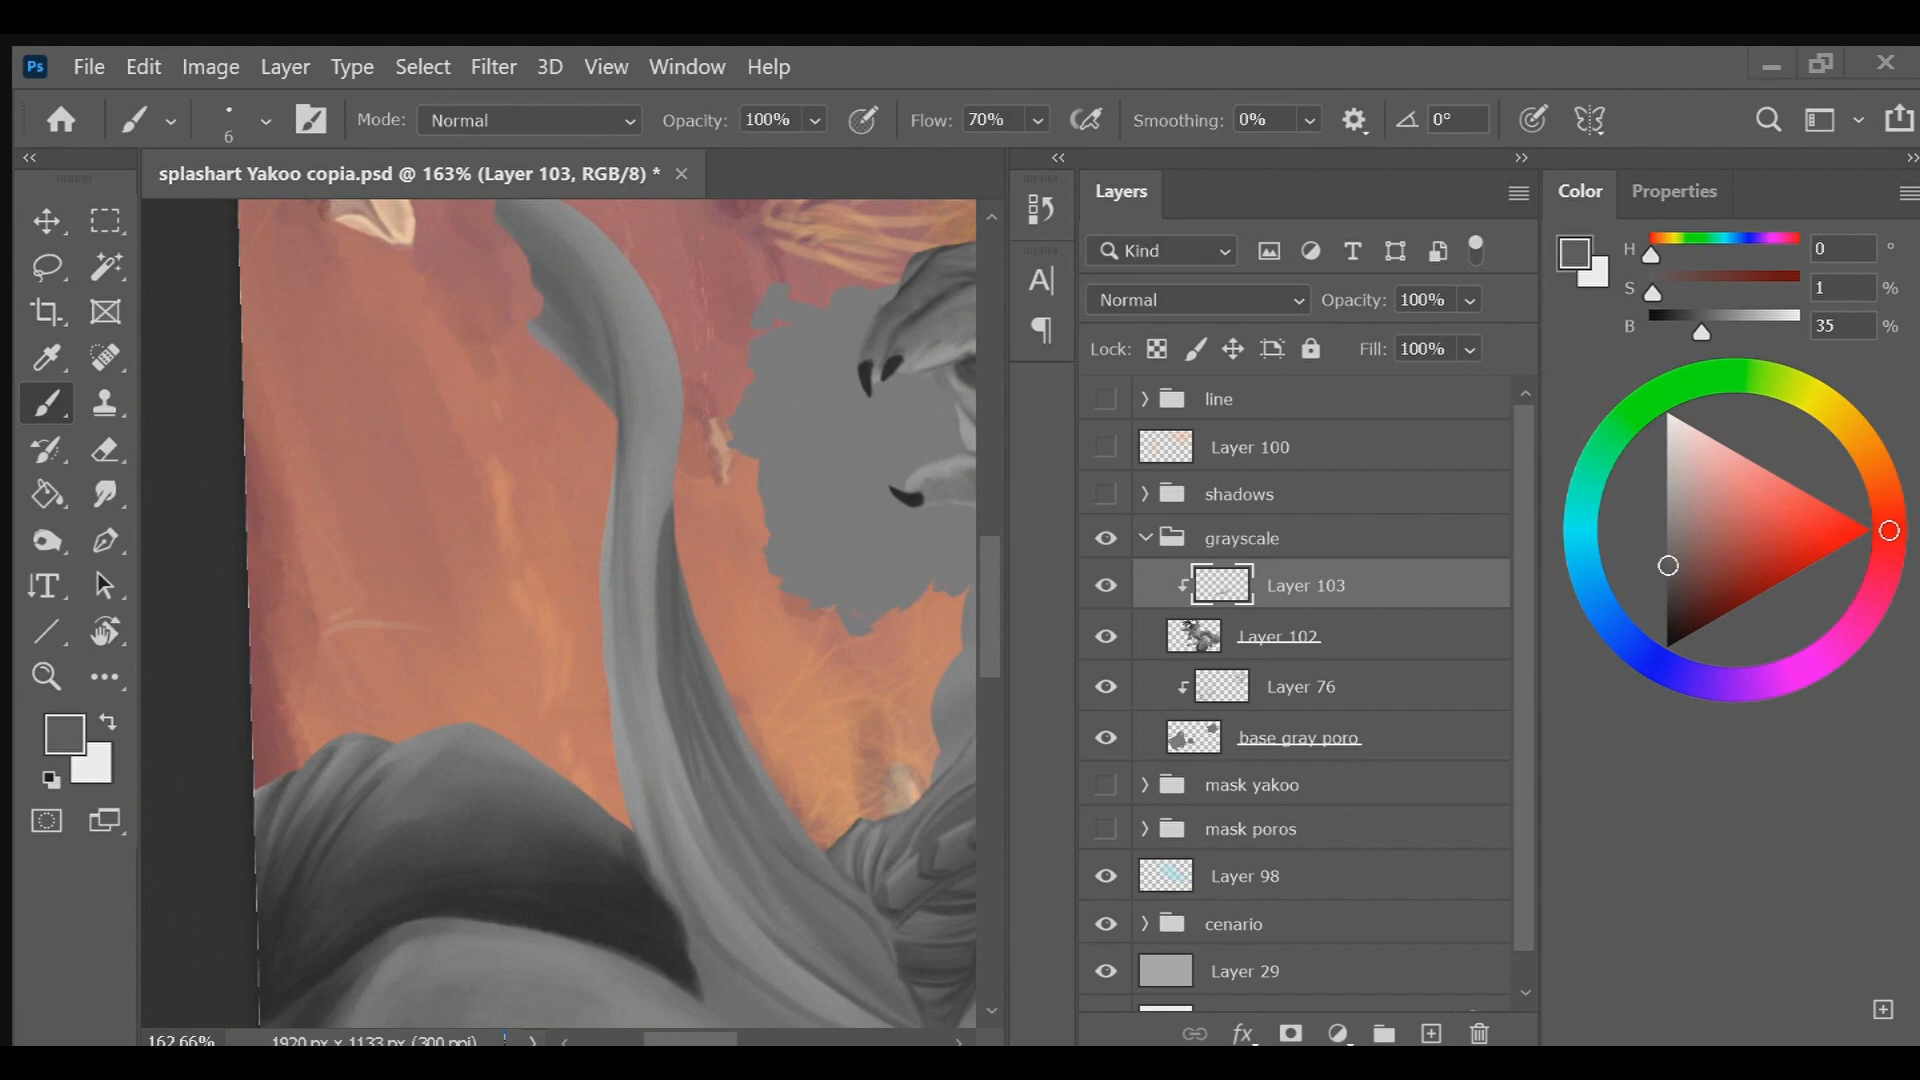 Ps File Edit Image Layer Type Select Filter 3D View Window Help
6 Mode: Normal Opacity: 100% Flow: 70% Smoothing: 0% 0°
splashart Yakoo copia.psd @ 163% (Layer 103, RGB/8) *
Layers
Kind
Normal Opacity: 100%
Lock: Fill: 100%
line
Layer 100
shadows
grayscale
Layer 103
Layer 102
Layer 76
base gray poro
mask yakoo
mask poros
Layer 98
cenario
Layer 29
fx
Color Properties
H 0 °
S 1 %
B 35 %
162.66% 1920 px x 1133 px (300 ppi)